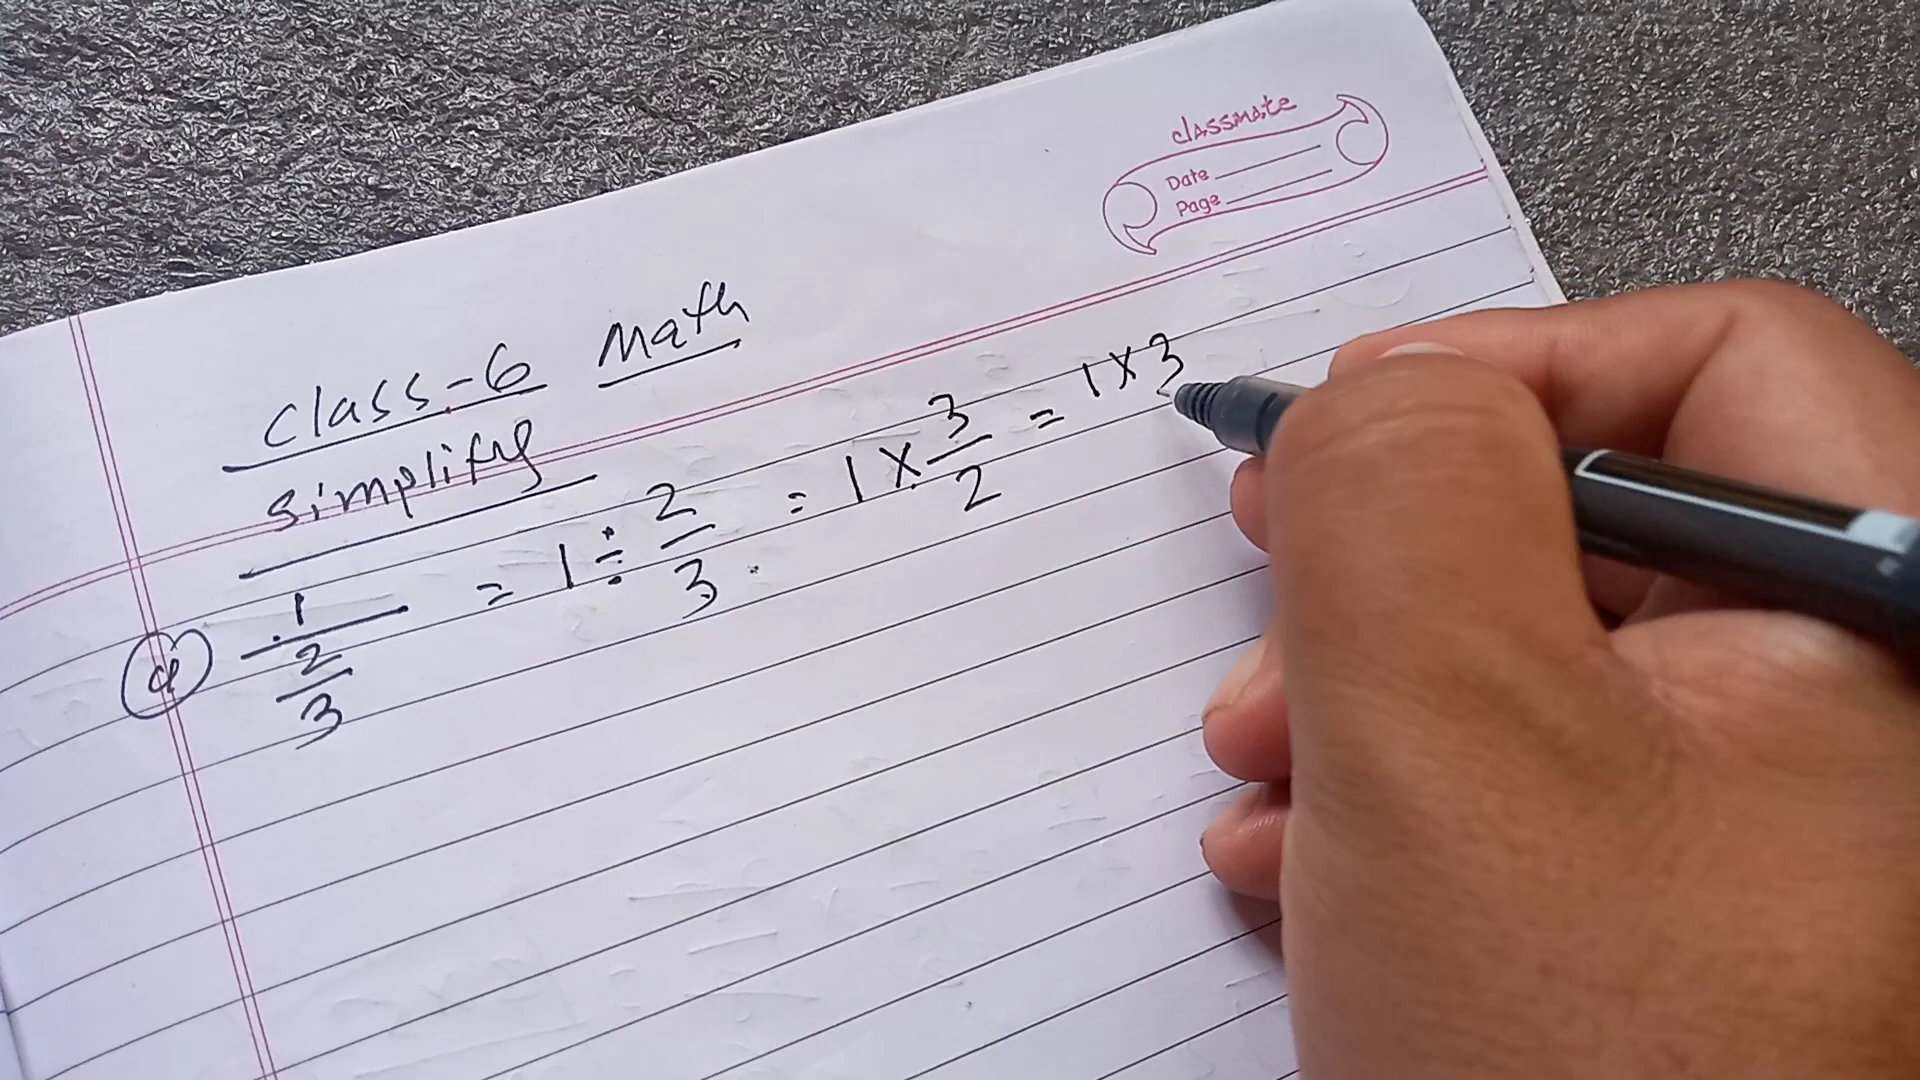 classmate
Date
Page
class-6 Math
simplify
(a) 1/(2/3) = 1 ÷ 2/3 = 1 × 3/2 = 1 × 3